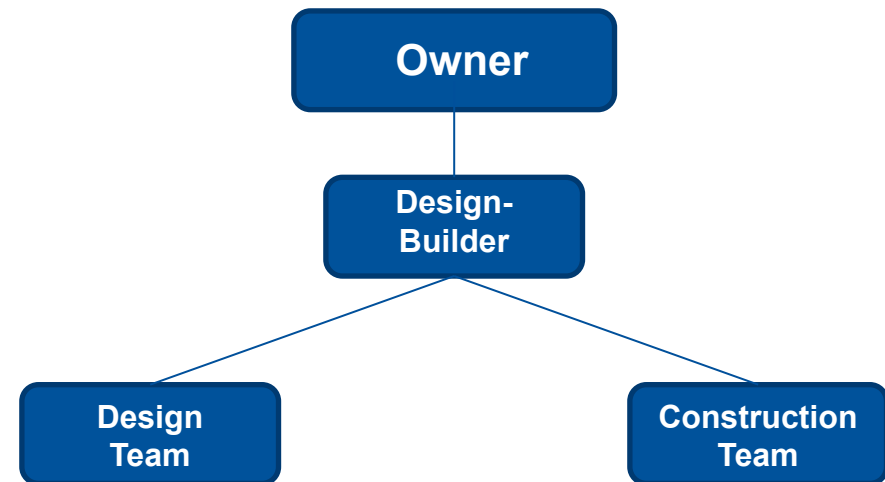 Owner
Design-
Builder
Design
Team
Construction
Team